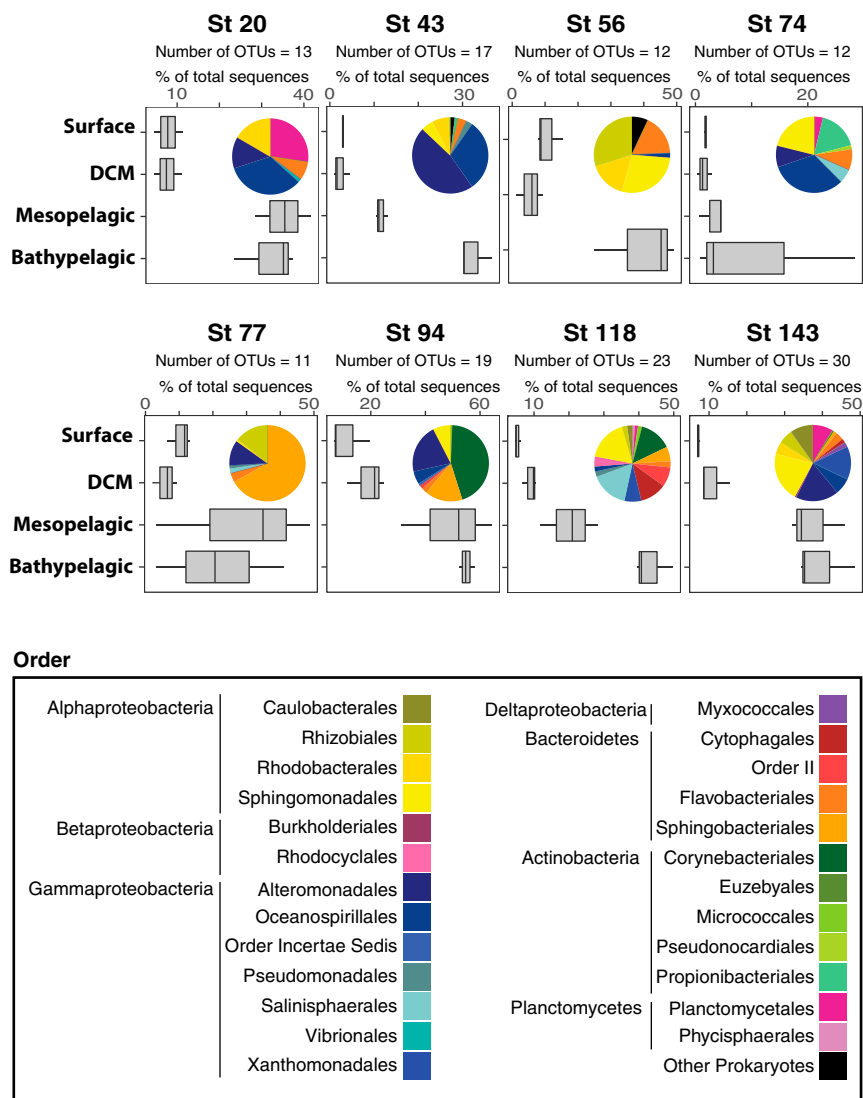 St 20 St 43 St 56 St 74
Number of OTUs = 13 Number of OTUs = 17 Number of OTUs = 12 Number of OTUs = 12
% of total sequences % of total sequences % of total sequences % of total sequences
10 40 0 30 0 50 0 20
Surface
DCM
Mesopelagic
Bathypelagic
St 77 St 94 St 118 St 143
Number of OTUs = 11 Number of OTUs = 19 Number of OTUs = 23 Number of OTUs = 30
% of total sequences % of total sequences % of total sequences % of total sequences
0 50 20 60 10 50 10 50
Surface
DCM
Mesopelagic
Bathypelagic
Order
Alphaproteobacteria Caulobacterales
Rhizobiales
Rhodobacterales
Sphingomonadales
Betaproteobacteria Burkholderiales
Rhodocyclales
Gammaproteobacteria Alteromonadales
Oceanospirillales
Order Incertae Sedis
Pseudomonadales
Salinisphaerales
Vibrionales
Xanthomonadales
Deltaproteobacteria Myxococcales
Bacteroidetes Cytophagales
Order II
Flavobacteriales
Sphingobacteriales
Actinobacteria Corynebacteriales
Euzebyales
Micrococcales
Pseudonocardiales
Propionibacteriales
Planctomycetes Planctomycetales
Phycisphaerales
Other Prokaryotes